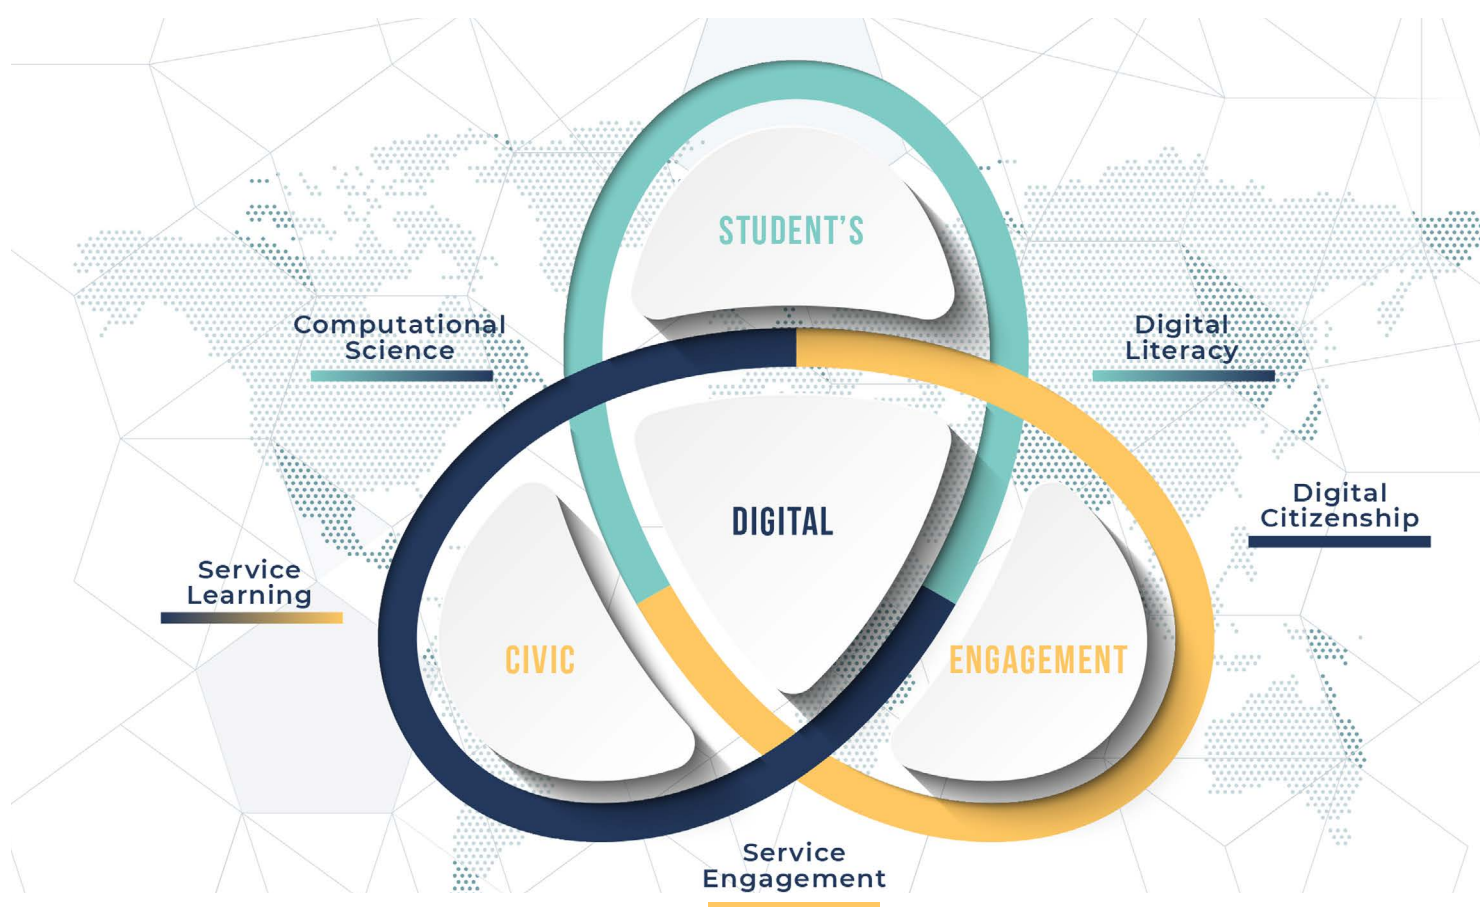 STUDENT'S
Computational
Science
Digital
Literacy
DIGITAL
Digital
Citizenship
Service
Learning
CIVIC
ENGAGEMENT
Service
Engagement